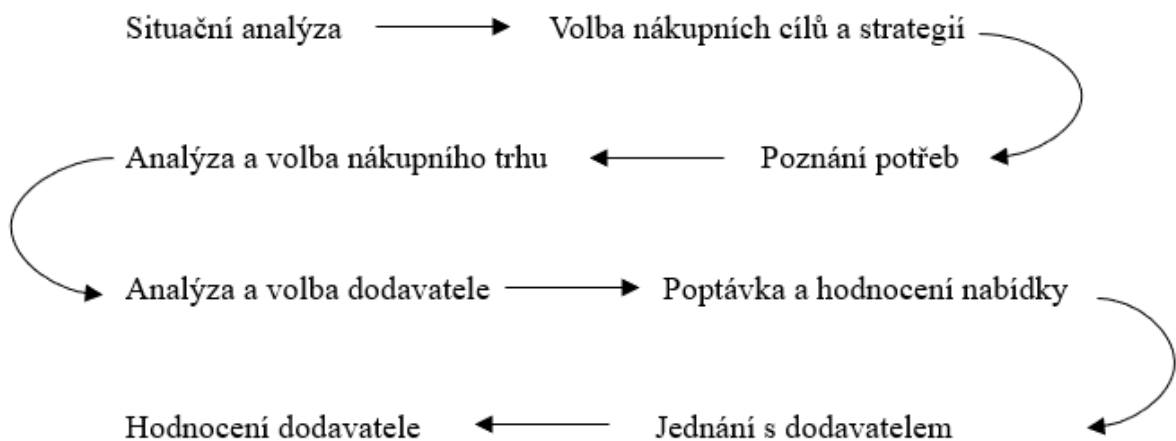 Situační analýza
Volba nákupních cílů a strategií
Poznání potřeb
Analýza a volba nákupního trhu
Analýza a volba dodavatele
Poptávka a hodnocení nabídky
Jednání s dodavatelem
Hodnocení dodavatele